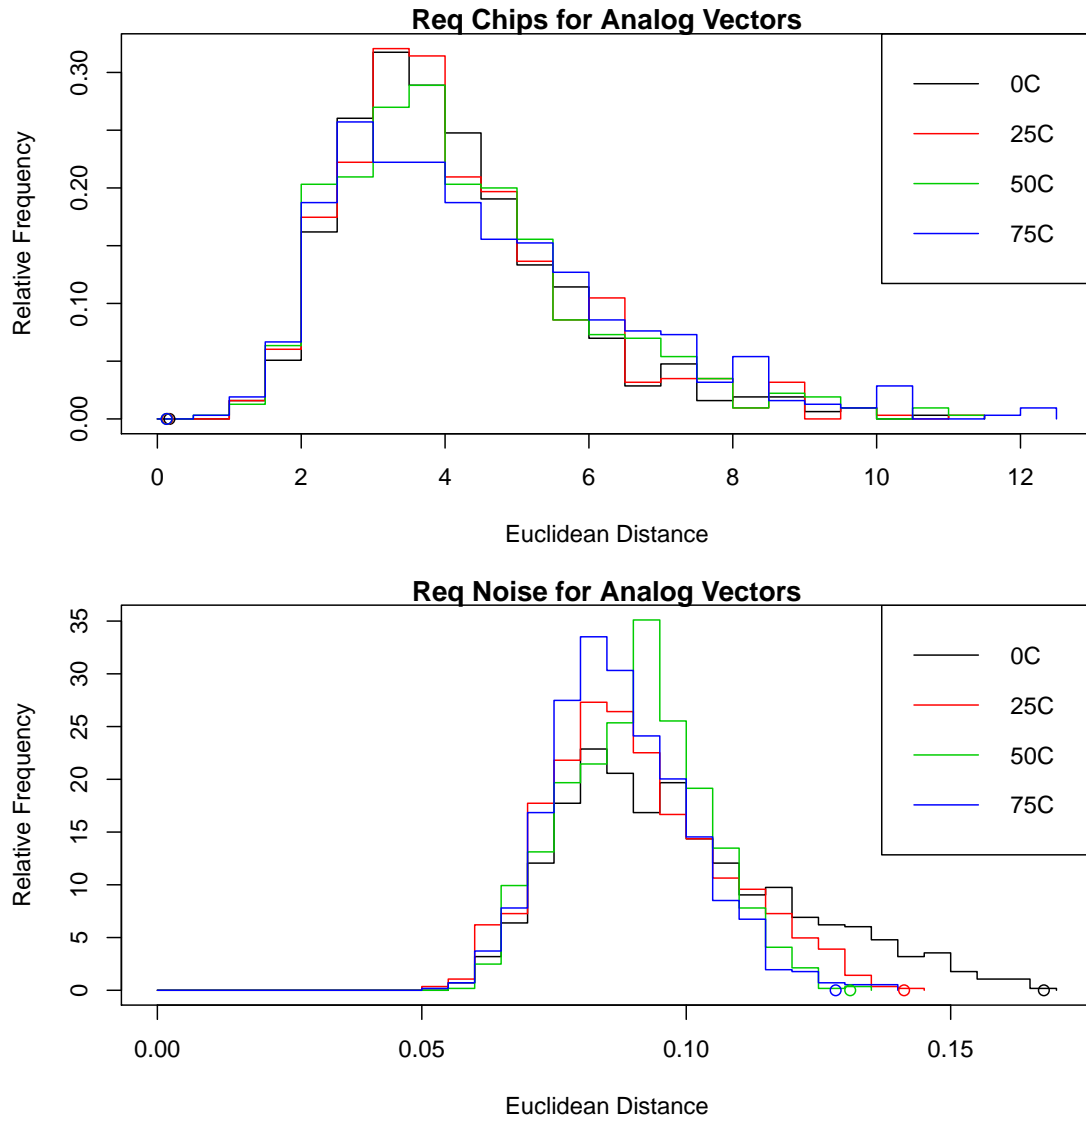 Req Chips for Analog Vectors
Relative Frequency
0.30
0.20
0.10
0.00
0 2 4 6 8 10 12
Euclidean Distance
0C
25C
50C
75C
Req Noise for Analog Vectors
Relative Frequency
35
30
25
20
15
10
5
0
0.00 0.05 0.10 0.15
Euclidean Distance
0C
25C
50C
75C